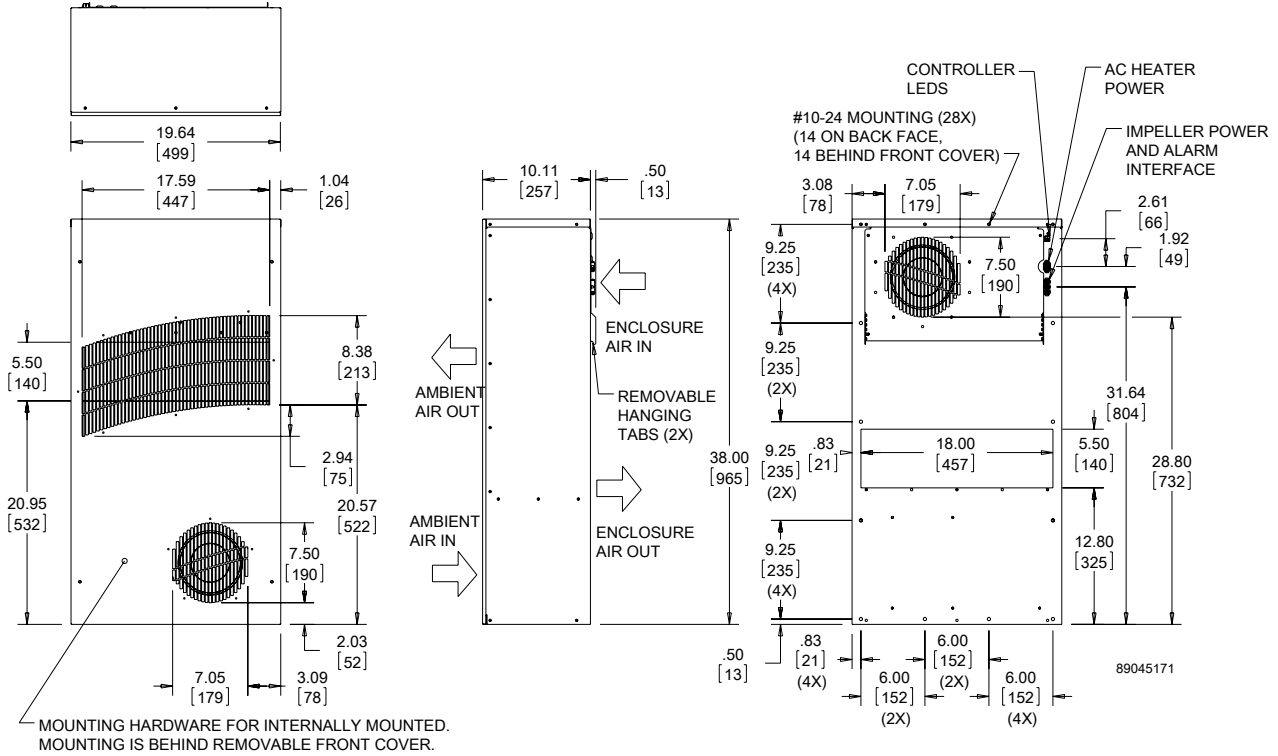 19.64
[499]
17.59
[447]
1.04
[26]
5.50
[140]
8.38
[213]
2.94
[75]
20.95
[532]
20.57
[522]
7.50
[190]
2.03
[52]
7.05
[179]
3.09
[78]
MOUNTING HARDWARE FOR INTERNALLY MOUNTED.
MOUNTING IS BEHIND REMOVABLE FRONT COVER.
10.11
[257]
.50
[13]
ENCLOSURE
AIR IN
AMBIENT
AIR OUT
REMOVABLE
HANGING
TABS (2X)
38.00
[965]
AMBIENT
AIR IN
ENCLOSURE
AIR OUT
CONTROLLER
LEDS
AC HEATER
POWER
#10-24 MOUNTING (28X)
(14 ON BACK FACE,
14 BEHIND FRONT COVER)
IMPELLER POWER
AND ALARM
INTERFACE
3.08
[78]
7.05
[179]
2.61
[66]
1.92
[49]
9.25
[235]
(4X)
7.50
[190]
9.25
[235]
(2X)
31.64
[804]
.83
[21]
18.00
[457]
5.50
[140]
28.80
[732]
9.25
[235]
(2X)
12.80
[325]
9.25
[235]
(4X)
.50
[13]
.83
[21]
(4X)
6.00
[152]
(2X)
6.00
[152]
(2X)
6.00
[152]
(4X)
89045171